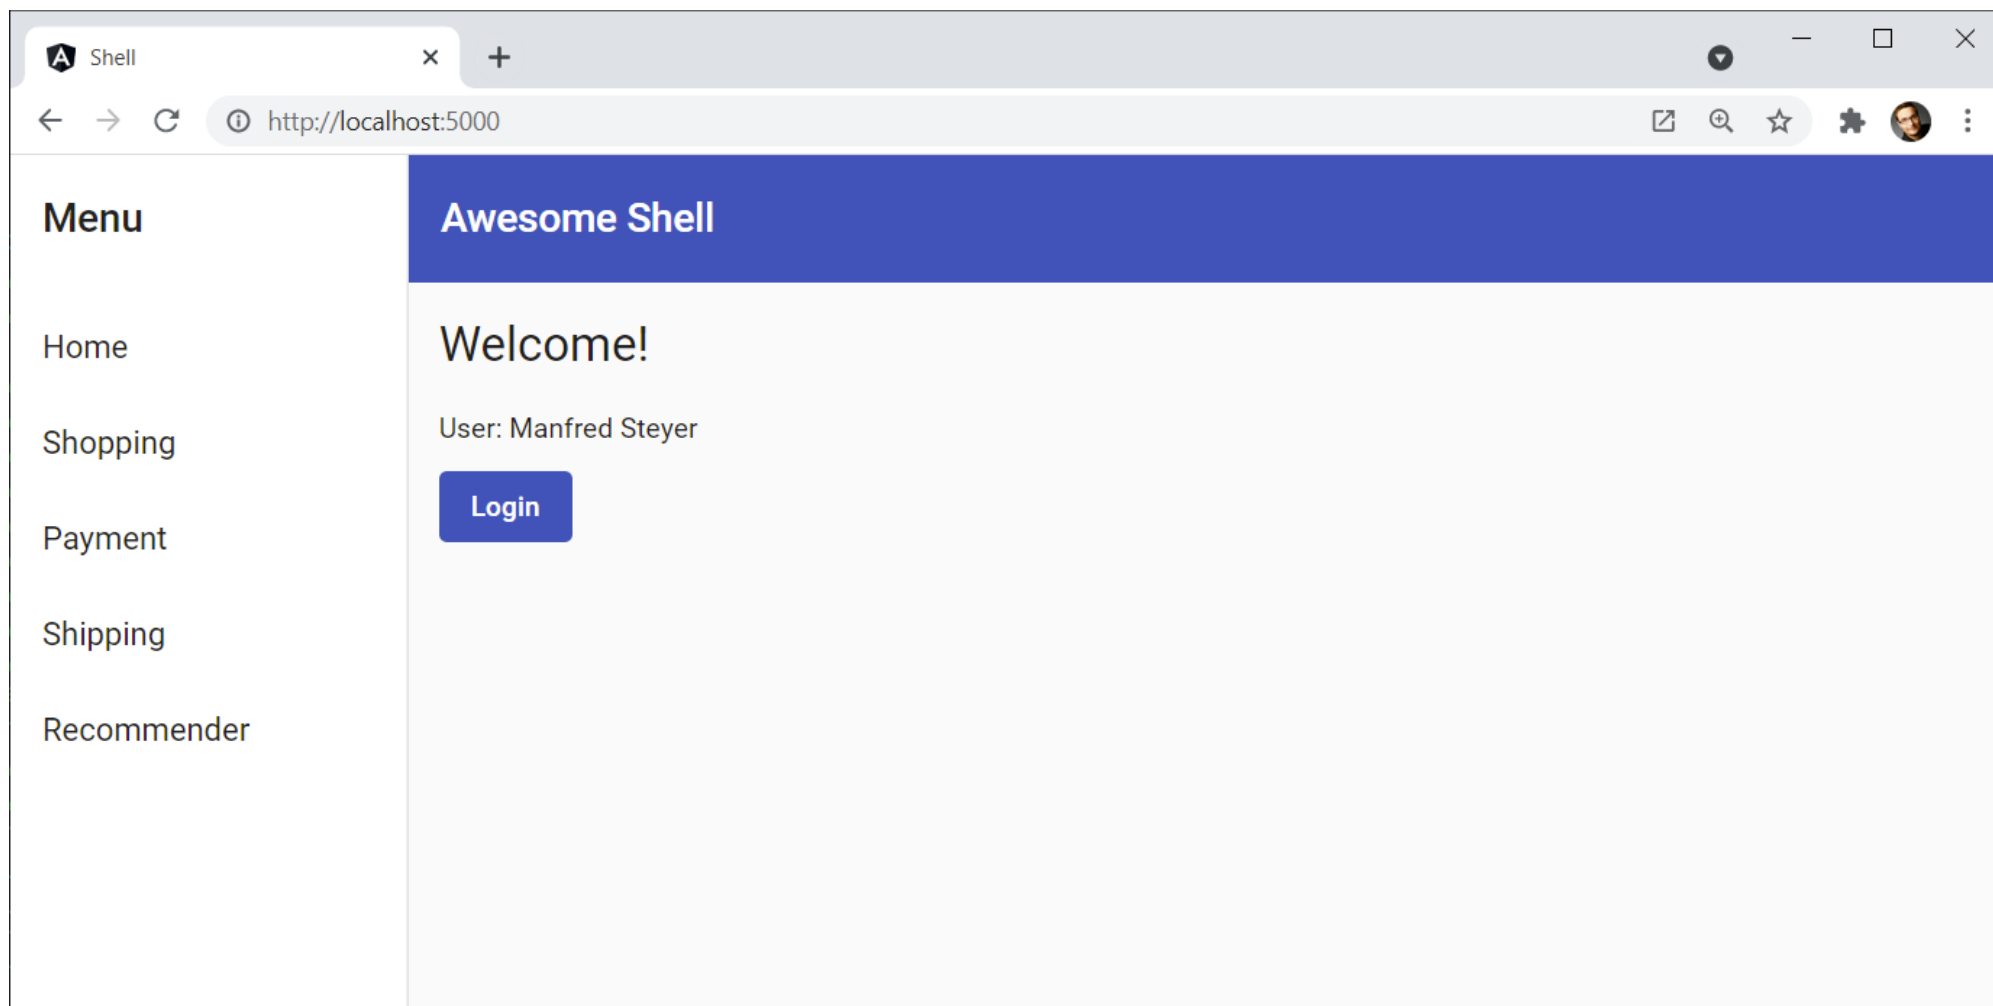 Shell
http://localhost:5000
Menu
Home
Shopping
Payment
Shipping
Recommender
Awesome Shell
Welcome!
User: Manfred Steyer
Login